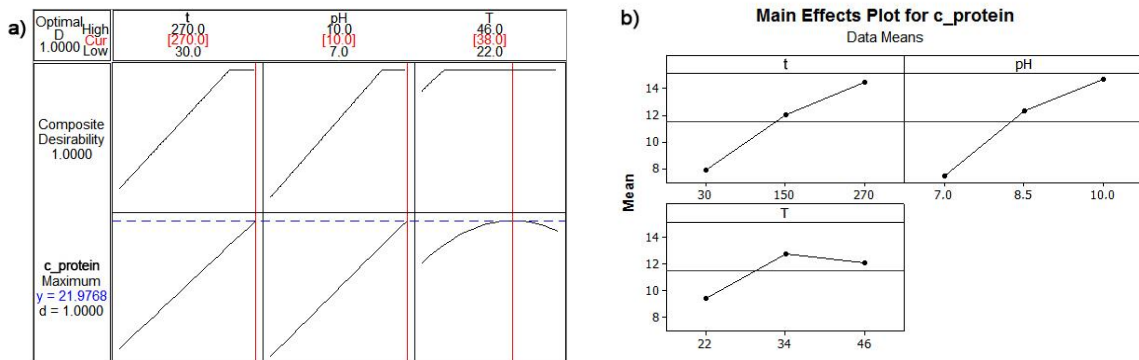 a)
Optimal
D
1.0000
High
Cur
Low
t
270.0
[270.0]
30.0
pH
10.0
[10.0]
7.0
T
46.0
[38.0]
22.0
Composite
Desirability
1.0000
c_protein
Maximum
y = 21.9768
d = 1.0000
b)
Main Effects Plot for c_protein
Data Means
t
pH
14
12
10
8
30
150
270
7.0
8.5
10.0
Mean
T
14
12
10
8
22
34
46